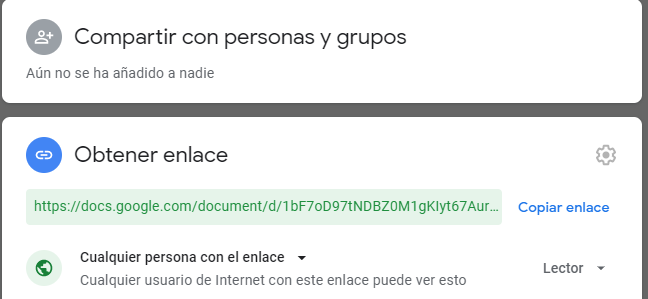 Compartir con personas y grupos
Aún no se ha añadido a nadie
Obtener enlace
https://docs.google.com/document/d/1bF7oD97tNDBZ0M1gKIyt67Aur...
Copiar enlace
Cualquier persona con el enlace
Cualquier usuario de Internet con este enlace puede ver esto
Lector